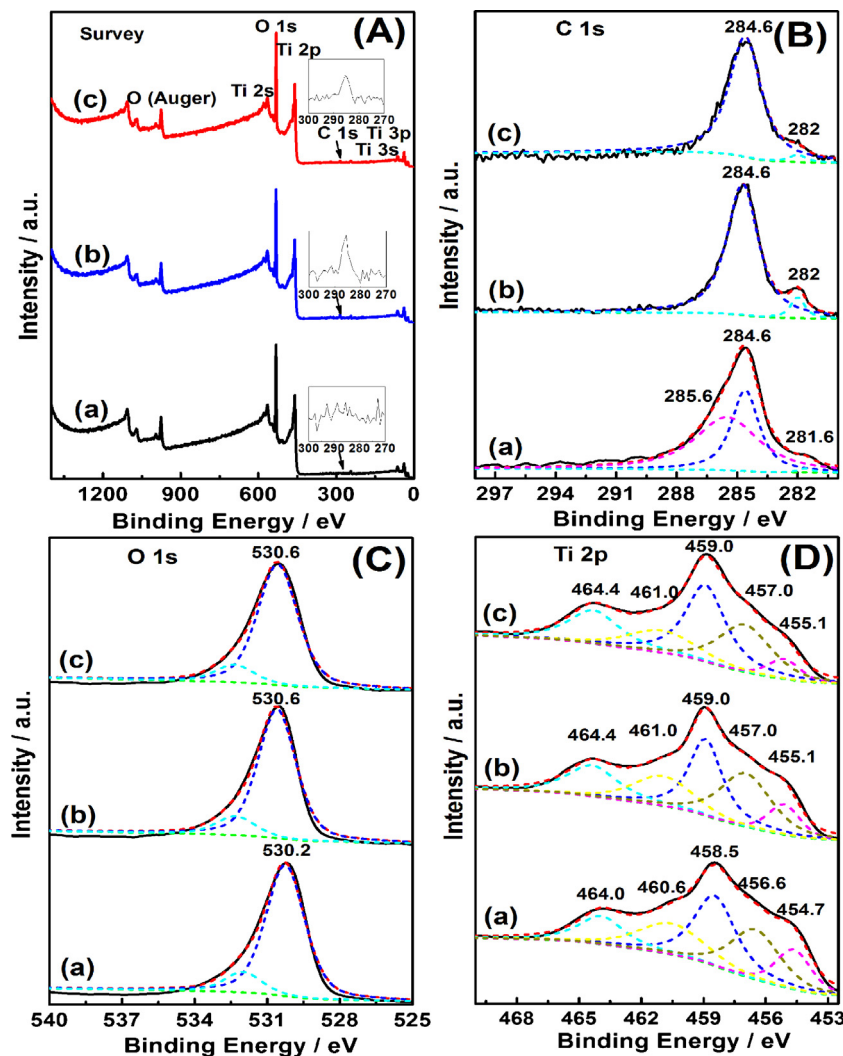 Survey
O 1s
(A)
Ti 2p
Ti 2s
O (Auger)
(c)
300 290 280 270
C 1s Ti 3p
Ti 3s
(b)
300 290 280 270
(a)
300 290 280 270
Intensity / a.u.
1200 900 600 300 0
Binding Energy / eV
C 1s
(B)
284.6
282
(c)
284.6
282
(b)
284.6
285.6
281.6
(a)
Intensity / a.u.
297 294 291 288 285 282
Binding Energy / eV
O 1s
(C)
530.6
(c)
530.6
(b)
530.2
(a)
Intensity / a.u.
540 537 534 531 528 525
Binding Energy / eV
Ti 2p
(D)
459.0
464.4 461.0 457.0
455.1
(c)
459.0
464.4 461.0 457.0
455.1
(b)
458.5
464.0 460.6 456.6
454.7
(a)
Intensity / a.u.
468 465 462 459 456 453
Binding Energy / eV